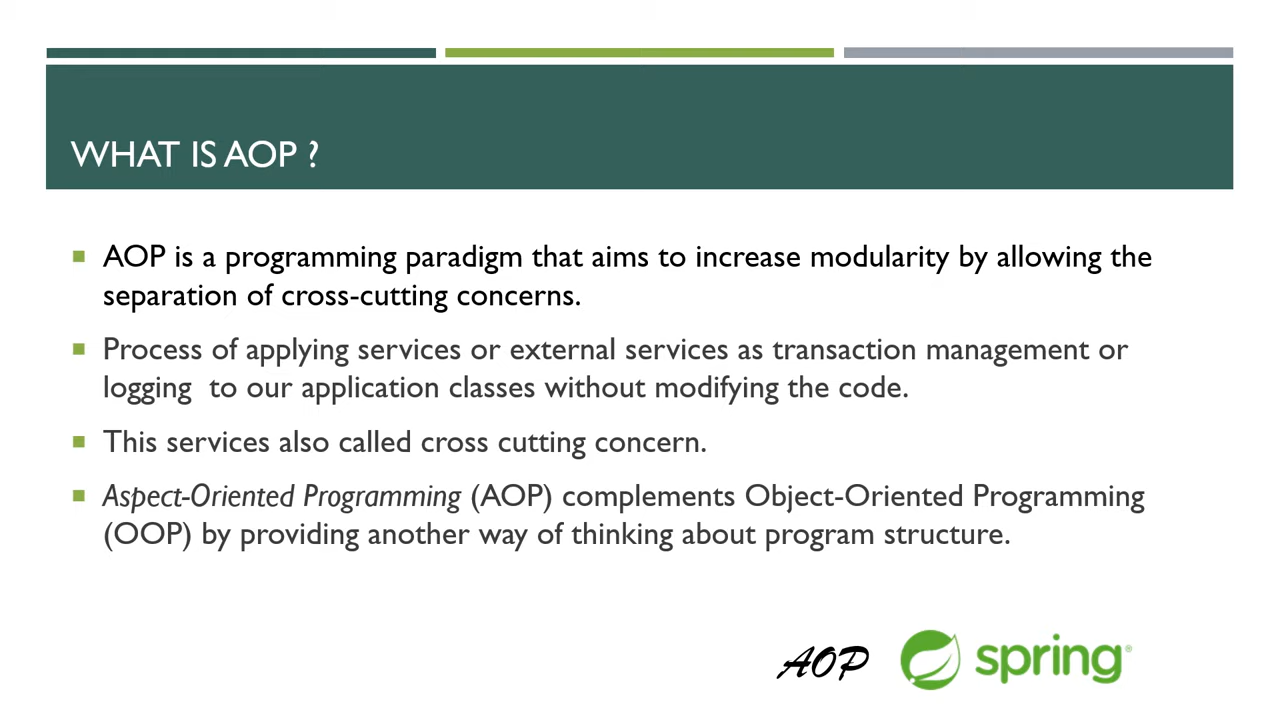 WHAT IS AOP ?
AOP is a programming paradigm that aims to increase modularity by allowing the
separation of cross-cutting concerns.
Process of applying services or external services as transaction management or
logging  to our application classes without modifying the code.
This services also called cross cutting concern.
Aspect-Oriented Programming (AOP) complements Object-Oriented Programming
(OOP) by providing another way of thinking about program structure.
AOP spring®